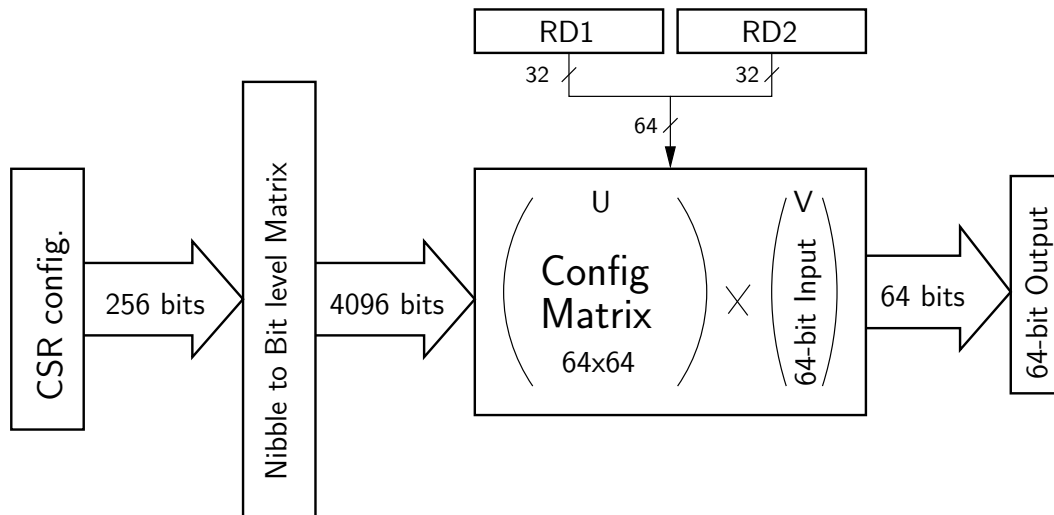 RD1
RD2
32
32
64
CSR config.
256 bits
Nibble to Bit level Matrix
4096 bits
U
Config
Matrix
64x64
V
64-bit Input
64 bits
64-bit Output